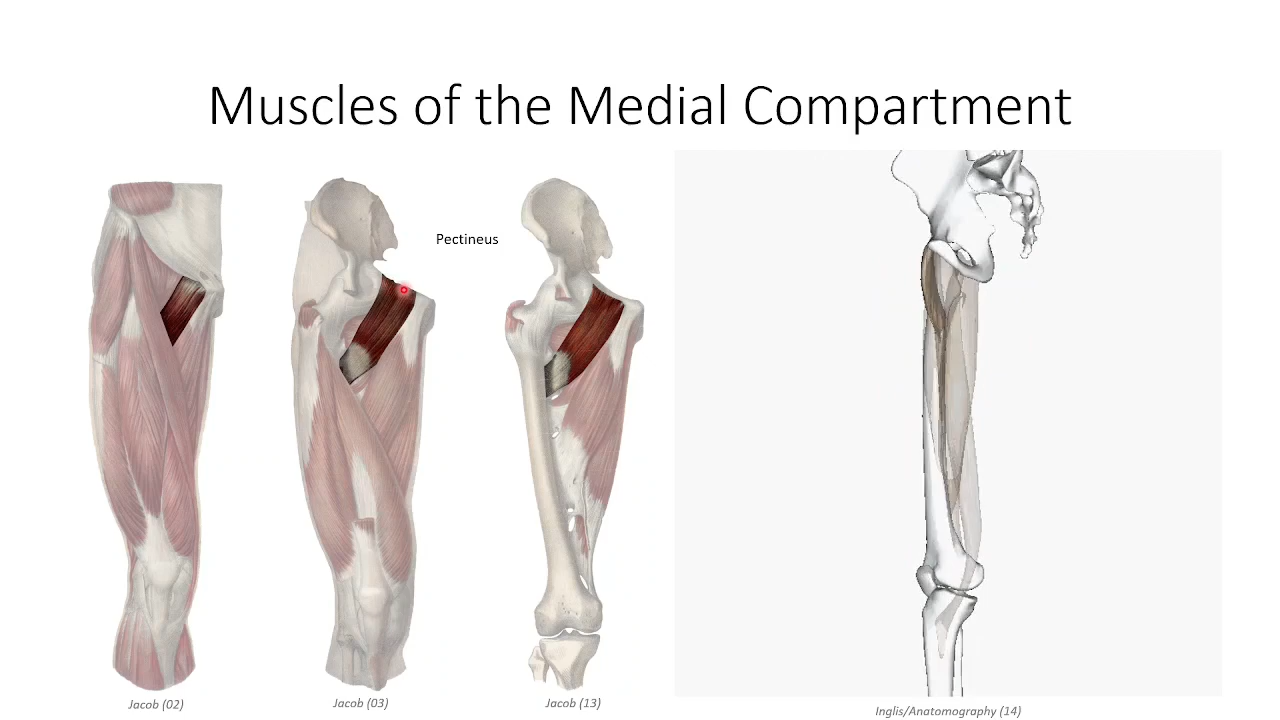 Muscles of the Medial Compartment
Pectineus
Jacob (02)
Jacob (03)
Jacob (13)
Inglis/Anatomography (14)